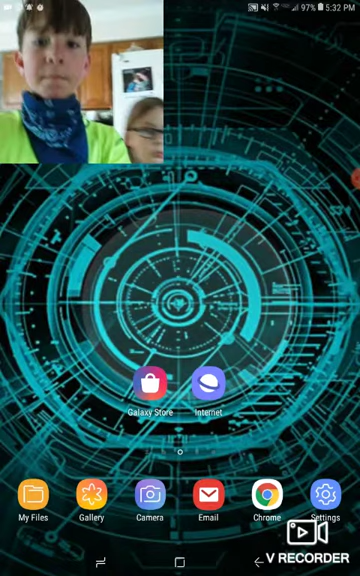 97% 5:32 PM
Galaxy Store Internet
My Files Gallery Camera Email Chrome Settings
V RECORDER